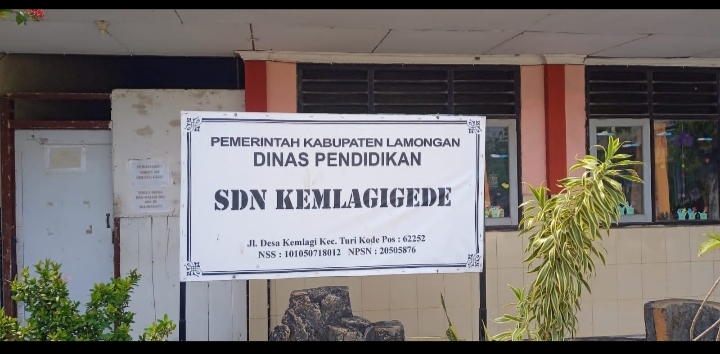 PEMERINTAH KABUPATEN LAMONGAN
DINAS PENDIDIKAN
SDN KEMLAGIGEDE
Jl. Desa Kemlagi Kec. Turi Kode Pos : 62252
NSS : 101050718012 NPSN : 20505876